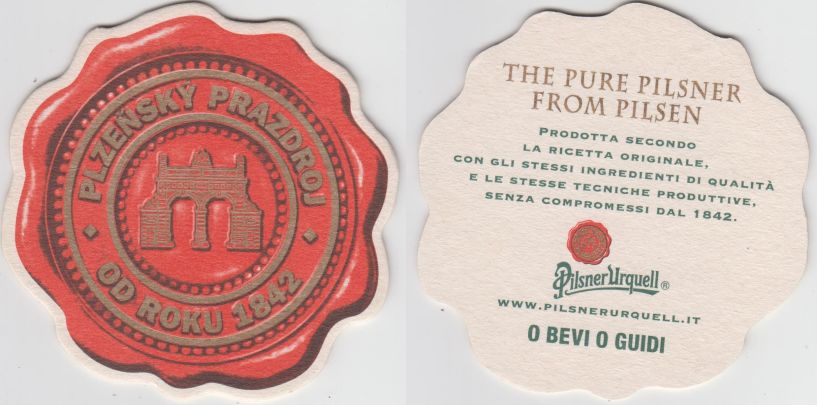 PLZEŇSKÝ PRAZDROJ
OD ROKU 1842
THE PURE PILSNER
FROM PILSEN
PRODOTTA SECONDO
LA RICETTA ORIGINALE,
CON GLI STESSI INGREDIENTI DI QUALITÀ
E LE STESSE TECNICHE PRODUTTIVE,
SENZA COMPROMESSI DAL 1842.
Pilsner Urquell ®
WWW.PILSNERURQUELL.IT
O BEVI O GUIDI